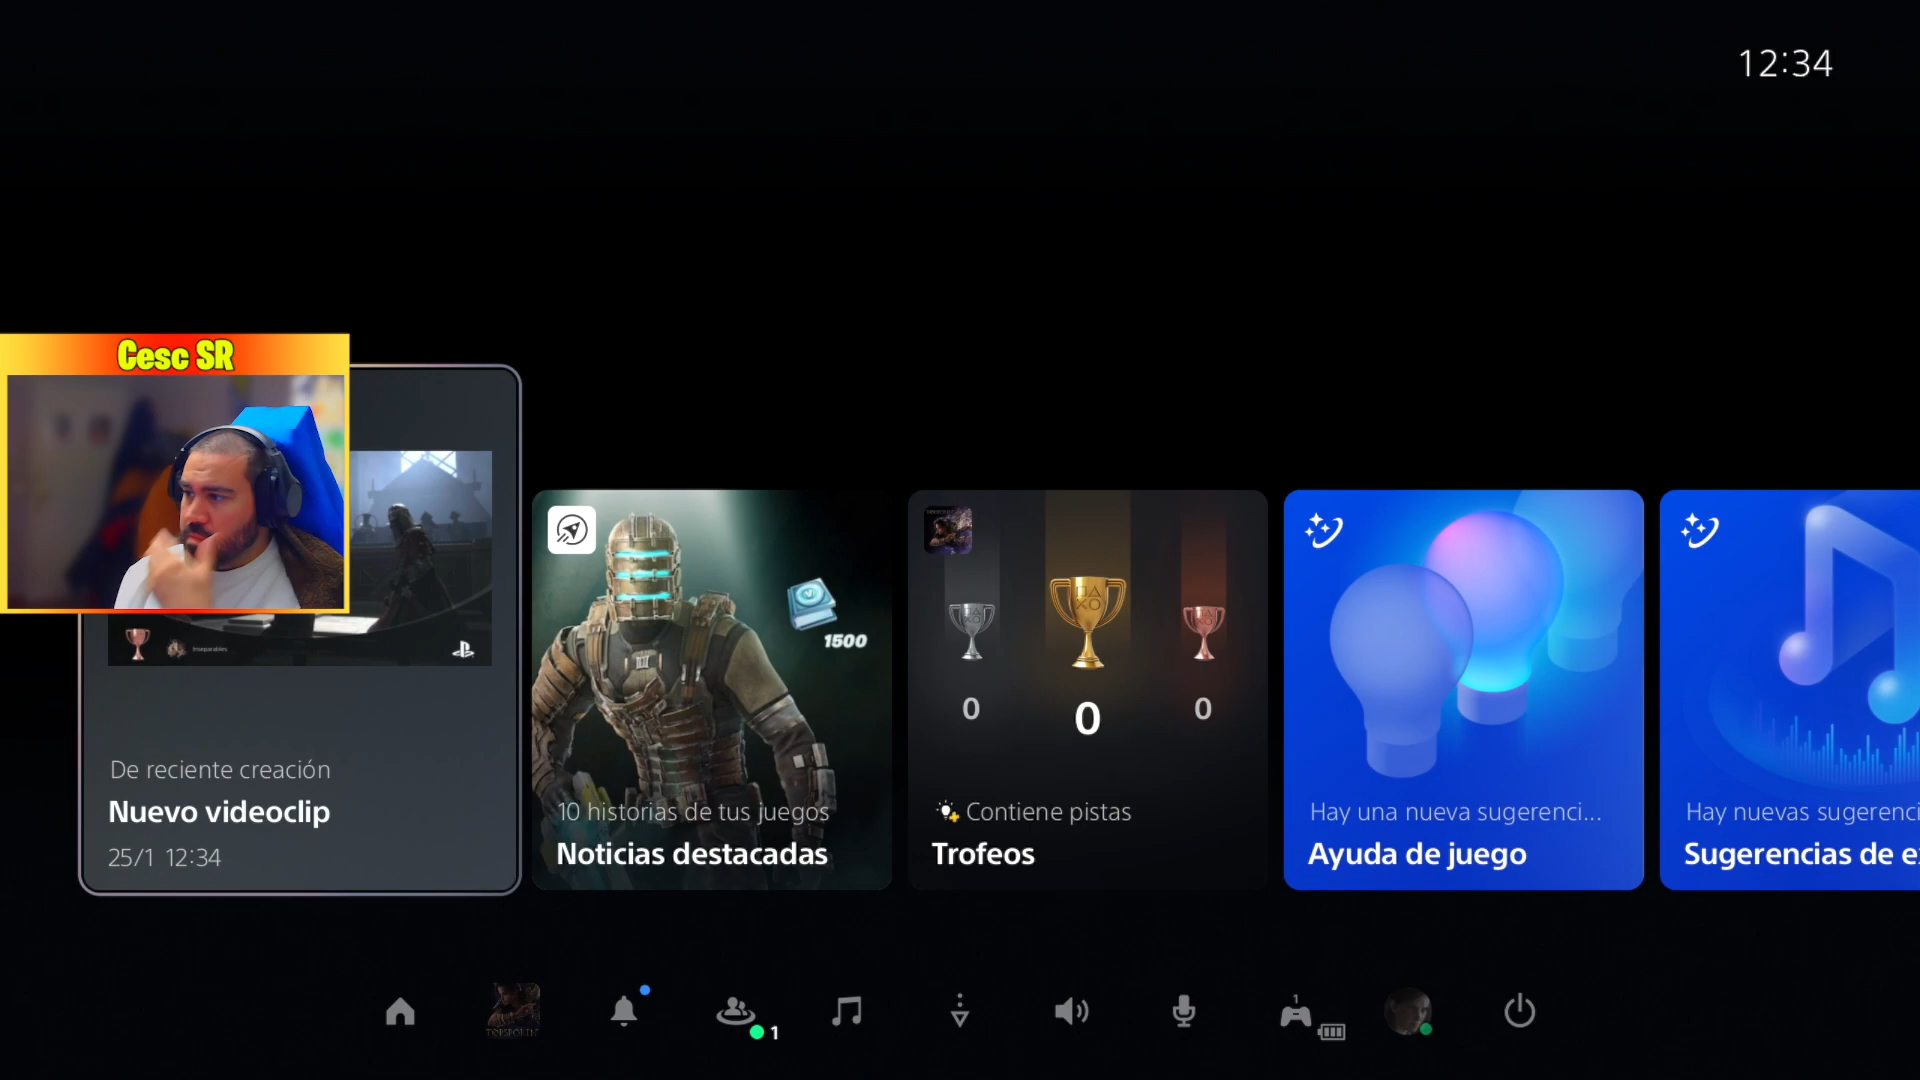 12:34
Cesc SR
Inseparables
De reciente creación
Nuevo videoclip
25/1 12:34
1500
10 historias de tus juegos
Noticias destacadas
0
0
0
Contiene pistas
Trofeos
Hay una nueva sugerenci...
Ayuda de juego
Hay nuevas sugerenci
Sugerencias de e
1
1